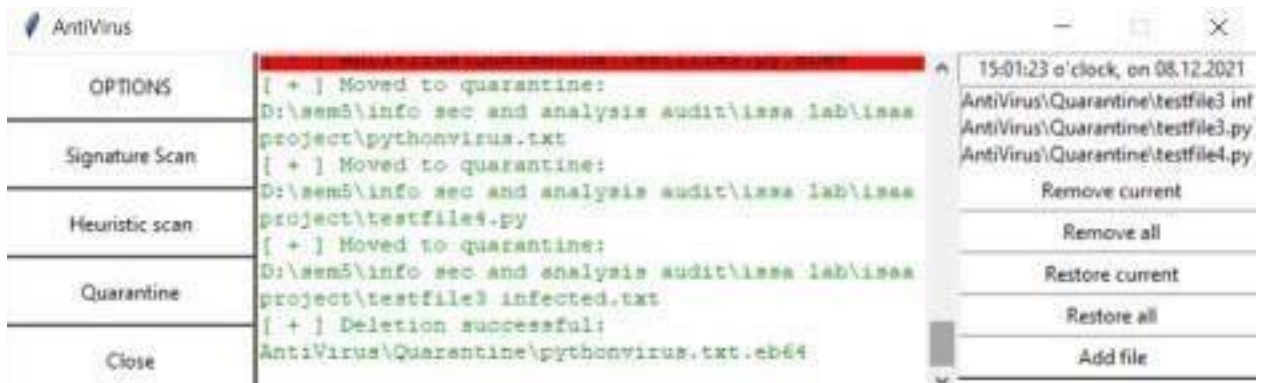 AntiVirus
OPTIONS
Signature Scan
Heuristic scan
Quarantine
Close
[ + ] Moved to quarantine:
D:\sem5\info sec and analysis audit\issa lab\isaa
project\pythonvirus.txt
[ + ] Moved to quarantine:
D:\sem5\info sec and analysis audit\issa lab\isaa
project\testfile4.py
[ + ] Moved to quarantine:
D:\sem5\info sec and analysis audit\issa lab\isaa
project\testfile3 infected.txt
[ + ] Deletion successful:
AntiVirus\Quarantine\pythonvirus.txt.eb64
15:01:23 o'clock, on 08.12.2021
AntiVirus\Quarantine\testfile3 inf
AntiVirus\Quarantine\testfile3.py
AntiVirus\Quarantine\testfile4.py
Remove current
Remove all
Restore current
Restore all
Add file